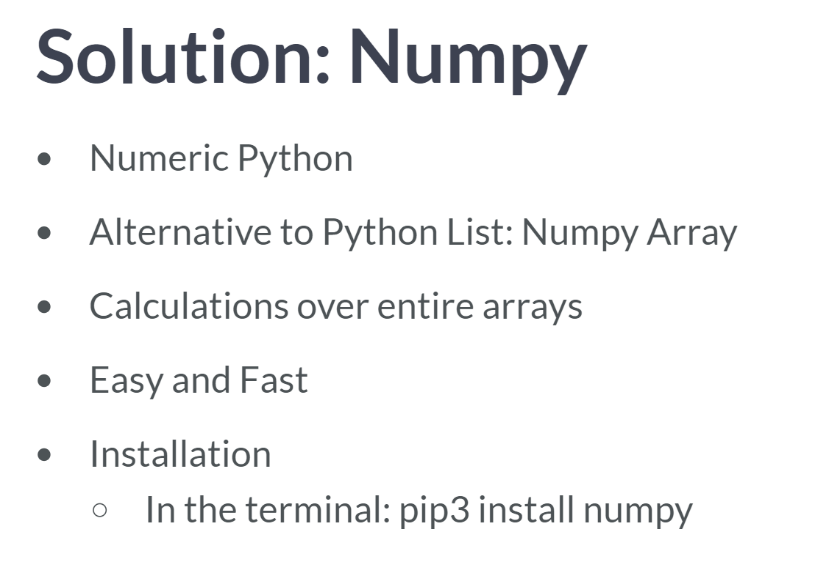 Solution: Numpy
• Numeric Python
• Alternative to Python List: Numpy Array
• Calculations over entire arrays
• Easy and Fast
• Installation
○ In the terminal: pip3 install numpy